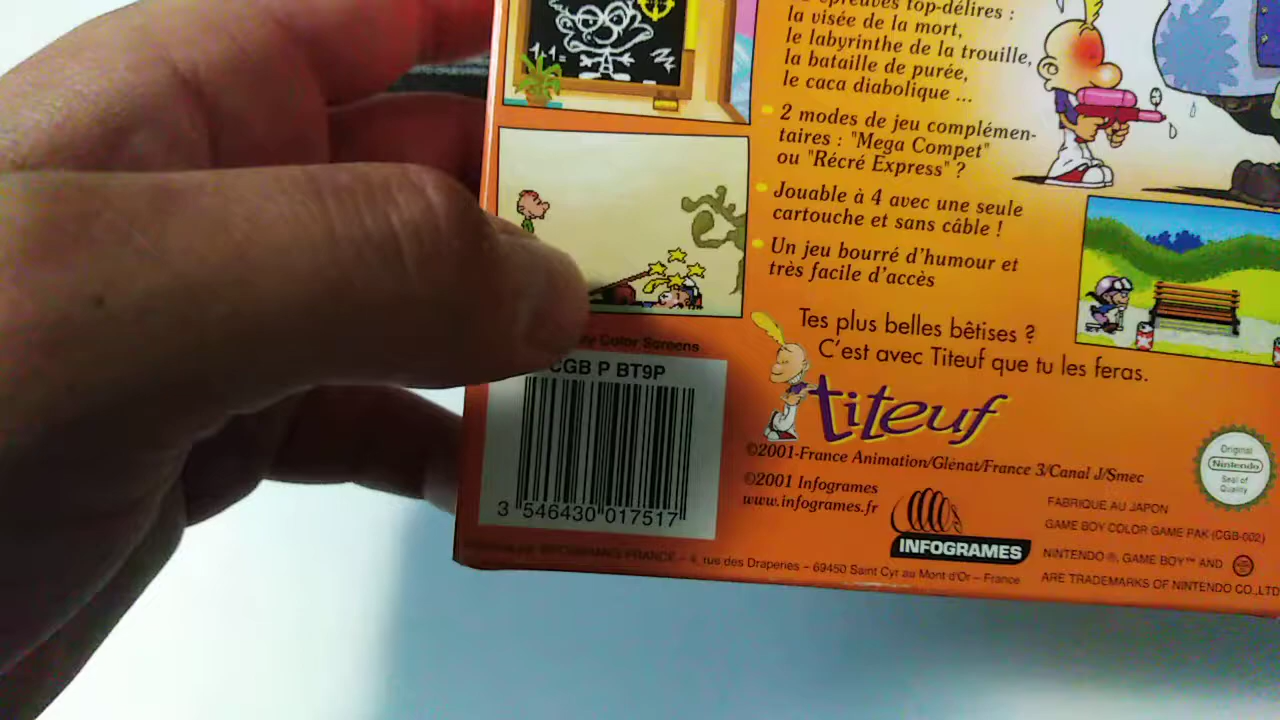 épreuves top-délires :
la visée de la mort,
le labyrinthe de la trouille,
la bataille de purée,
le caca diabolique ...
2 modes de jeu complémen-
taires : "Mega Compet"
ou "Récré Express" ?
Jouable à 4 avec une seule
cartouche et sans câble !
Un jeu bourré d'humour et
très facile d'accès
Tes plus belles bêtises ?
C'est avec Titeuf que tu les feras.
titeuf
©2001-France Animation/Glénat/France 3/Canal J/Smec
©2001 Infogrames
www.infogrames.fr
INFOGRAMES
Color Screens
CGB P BT9P
3 546430 017517
INFOGRAMES FRANCE – rue des Draperies – 69450 Saint Cyr au Mont d'Or – France
Original
Nintendo
Seal of
Quality
FABRIQUE AU JAPON
GAME BOY COLOR GAME PAK (CGB-002)
NINTENDO ®, GAME BOY™ AND
ARE TRADEMARKS OF NINTENDO CO.,LTD
1+1=